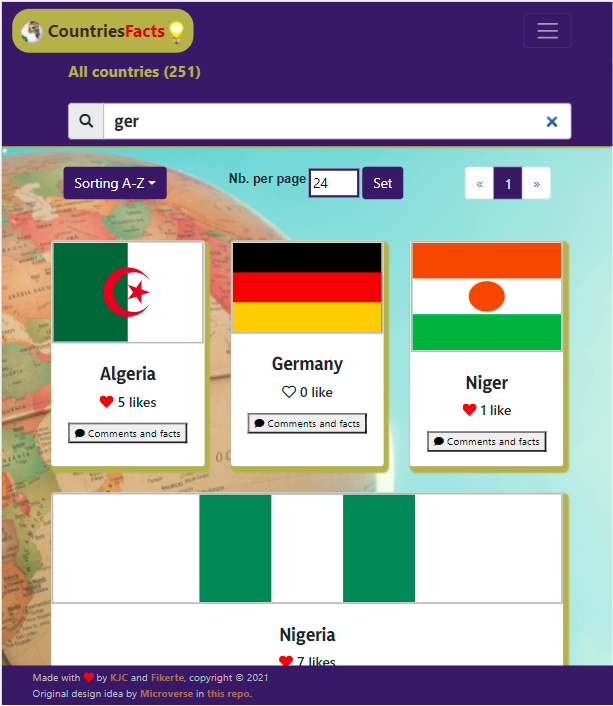 CountriesFacts
All countries (251)
ger
Sorting A-Z
Nb. per page 24 Set
« 1 »
Algeria
5 likes
Comments and facts
Germany
0 like
Comments and facts
Niger
1 like
Comments and facts
Nigeria
7 likes
Made with ❤ by KJC and Fikerte, copyright © 2021
Original design idea by Microverse in this repo.